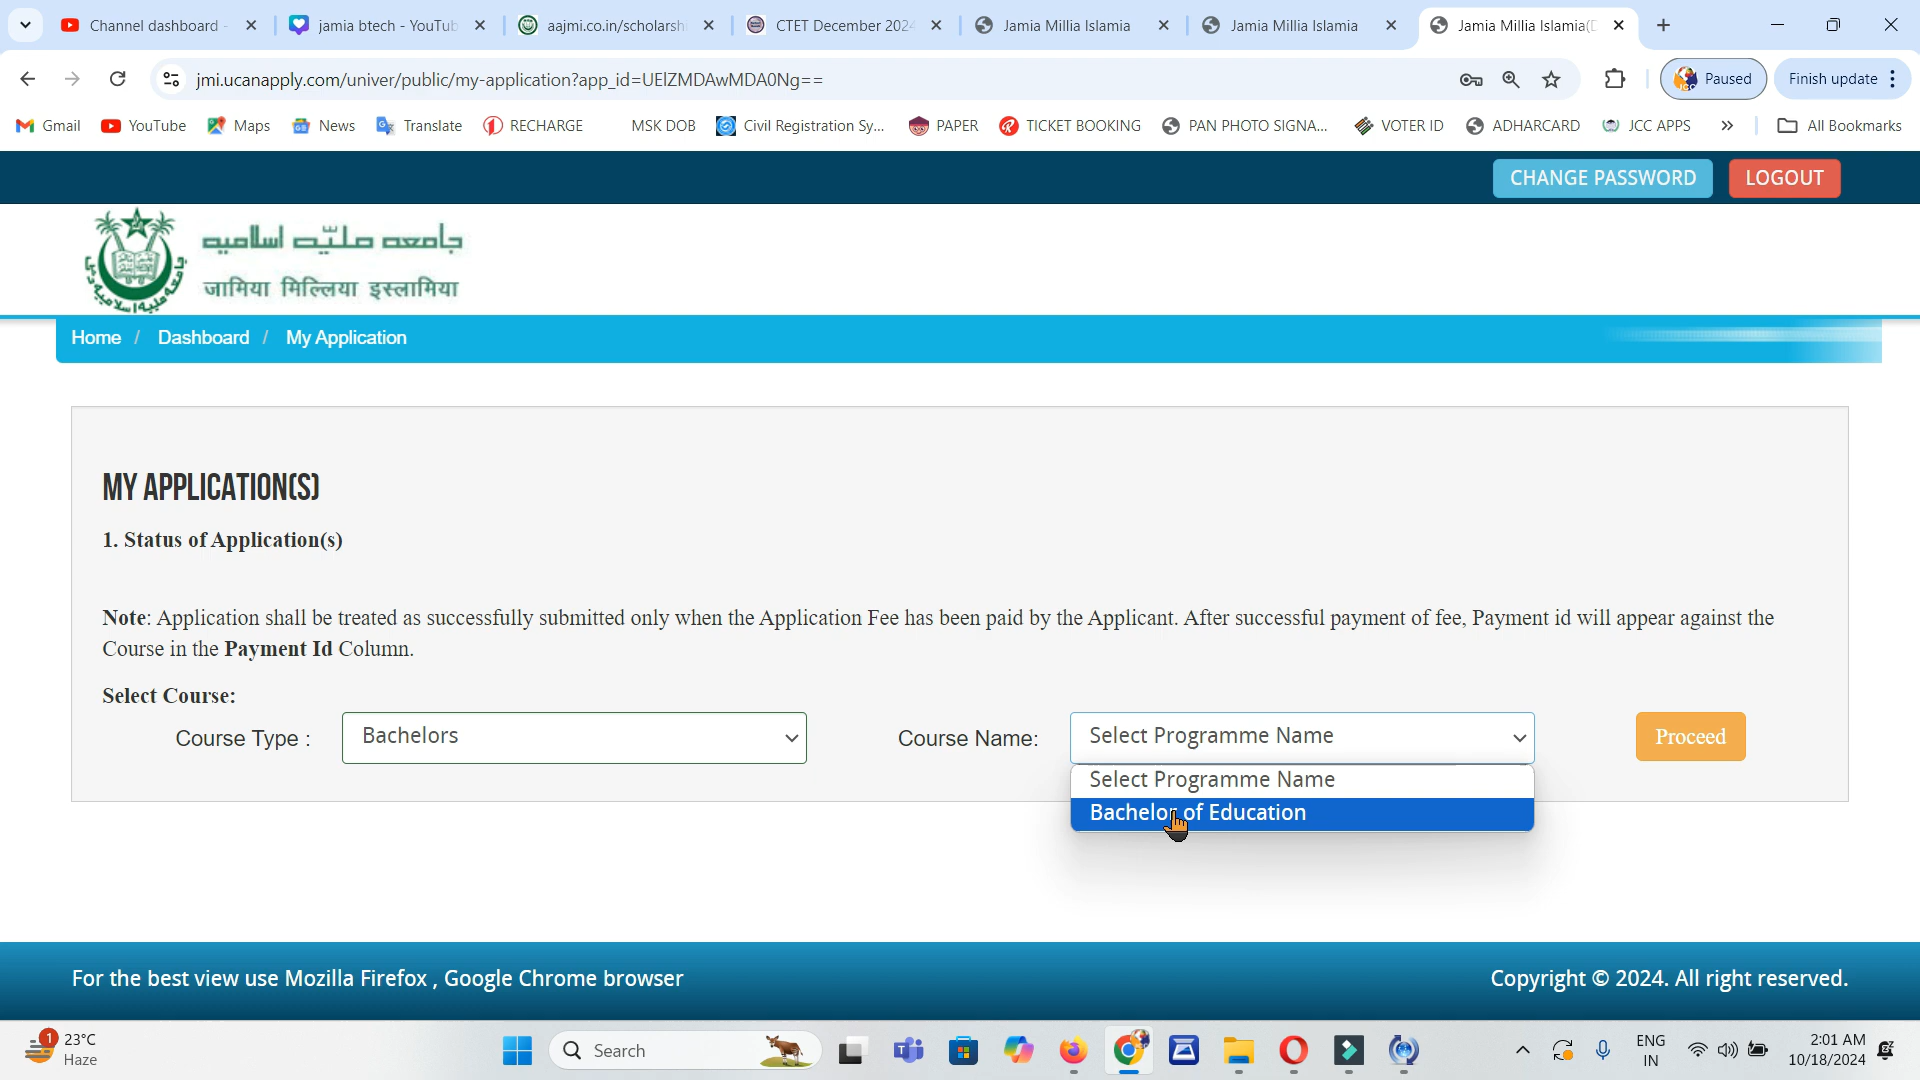 Channel dashboard -
jamia btech - YouTub
aajmi.co.in/scholarshi
CTET December 2024
Jamia Millia Islamia
Jamia Millia Islamia
Jamia Millia Islamia(D
jmi.ucanapply.com/univer/public/my-application?app_id=UElZMDAwMDA0Ng==
Paused
Finish update
Gmail
YouTube
Maps
News
Translate
RECHARGE
MSK DOB
Civil Registration Sy...
PAPER
TICKET BOOKING
PAN PHOTO SIGNA...
VOTER ID
ADHARCARD
JCC APPS
»
All Bookmarks
CHANGE PASSWORD
LOGOUT
جامعه ملیّه اسلامیه
जामिया मिल्लिया इस्लामिया
Home / Dashboard / My Application
MY APPLICATION(S)
1. Status of Application(s)
Note: Application shall be treated as successfully submitted only when the Application Fee has been paid by the Applicant. After successful payment of fee, Payment id will appear against the
Course in the Payment Id Column.
Select Course:
Course Type :
Bachelors
Course Name:
Select Programme Name
Proceed
Select Programme Name
Bachelor of Education
For the best view use Mozilla Firefox , Google Chrome browser
Copyright © 2024. All right reserved.
1
23°C
Haze
Search
ENG
IN
2:01 AM
10/18/2024